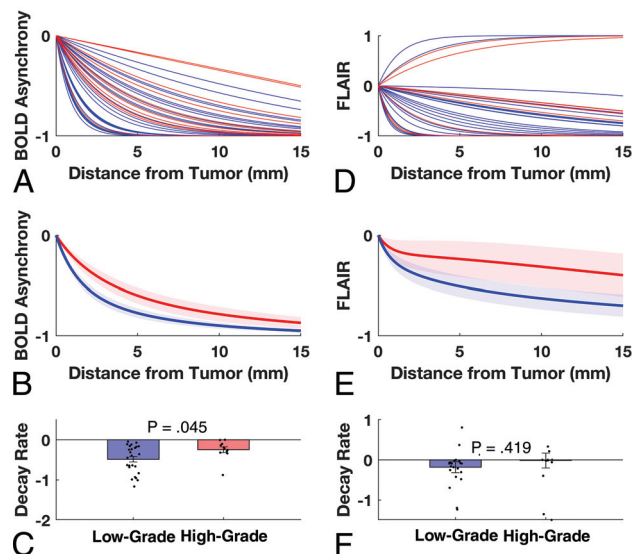 0
BOLD Asynchrony
-1
0 5 10 15
A Distance from Tumor (mm)
1
FLAIR
0
-1
0 5 10 15
D Distance from Tumor (mm)
0
BOLD Asynchrony
-1
0 5 10 15
B Distance from Tumor (mm)
0
FLAIR
-1
0 5 10 15
E Distance from Tumor (mm)
P = .045
Decay Rate
0
-1
-2
C Low-Grade High-Grade
1
P = .419
Decay Rate
0
-1
F Low-Grade High-Grade